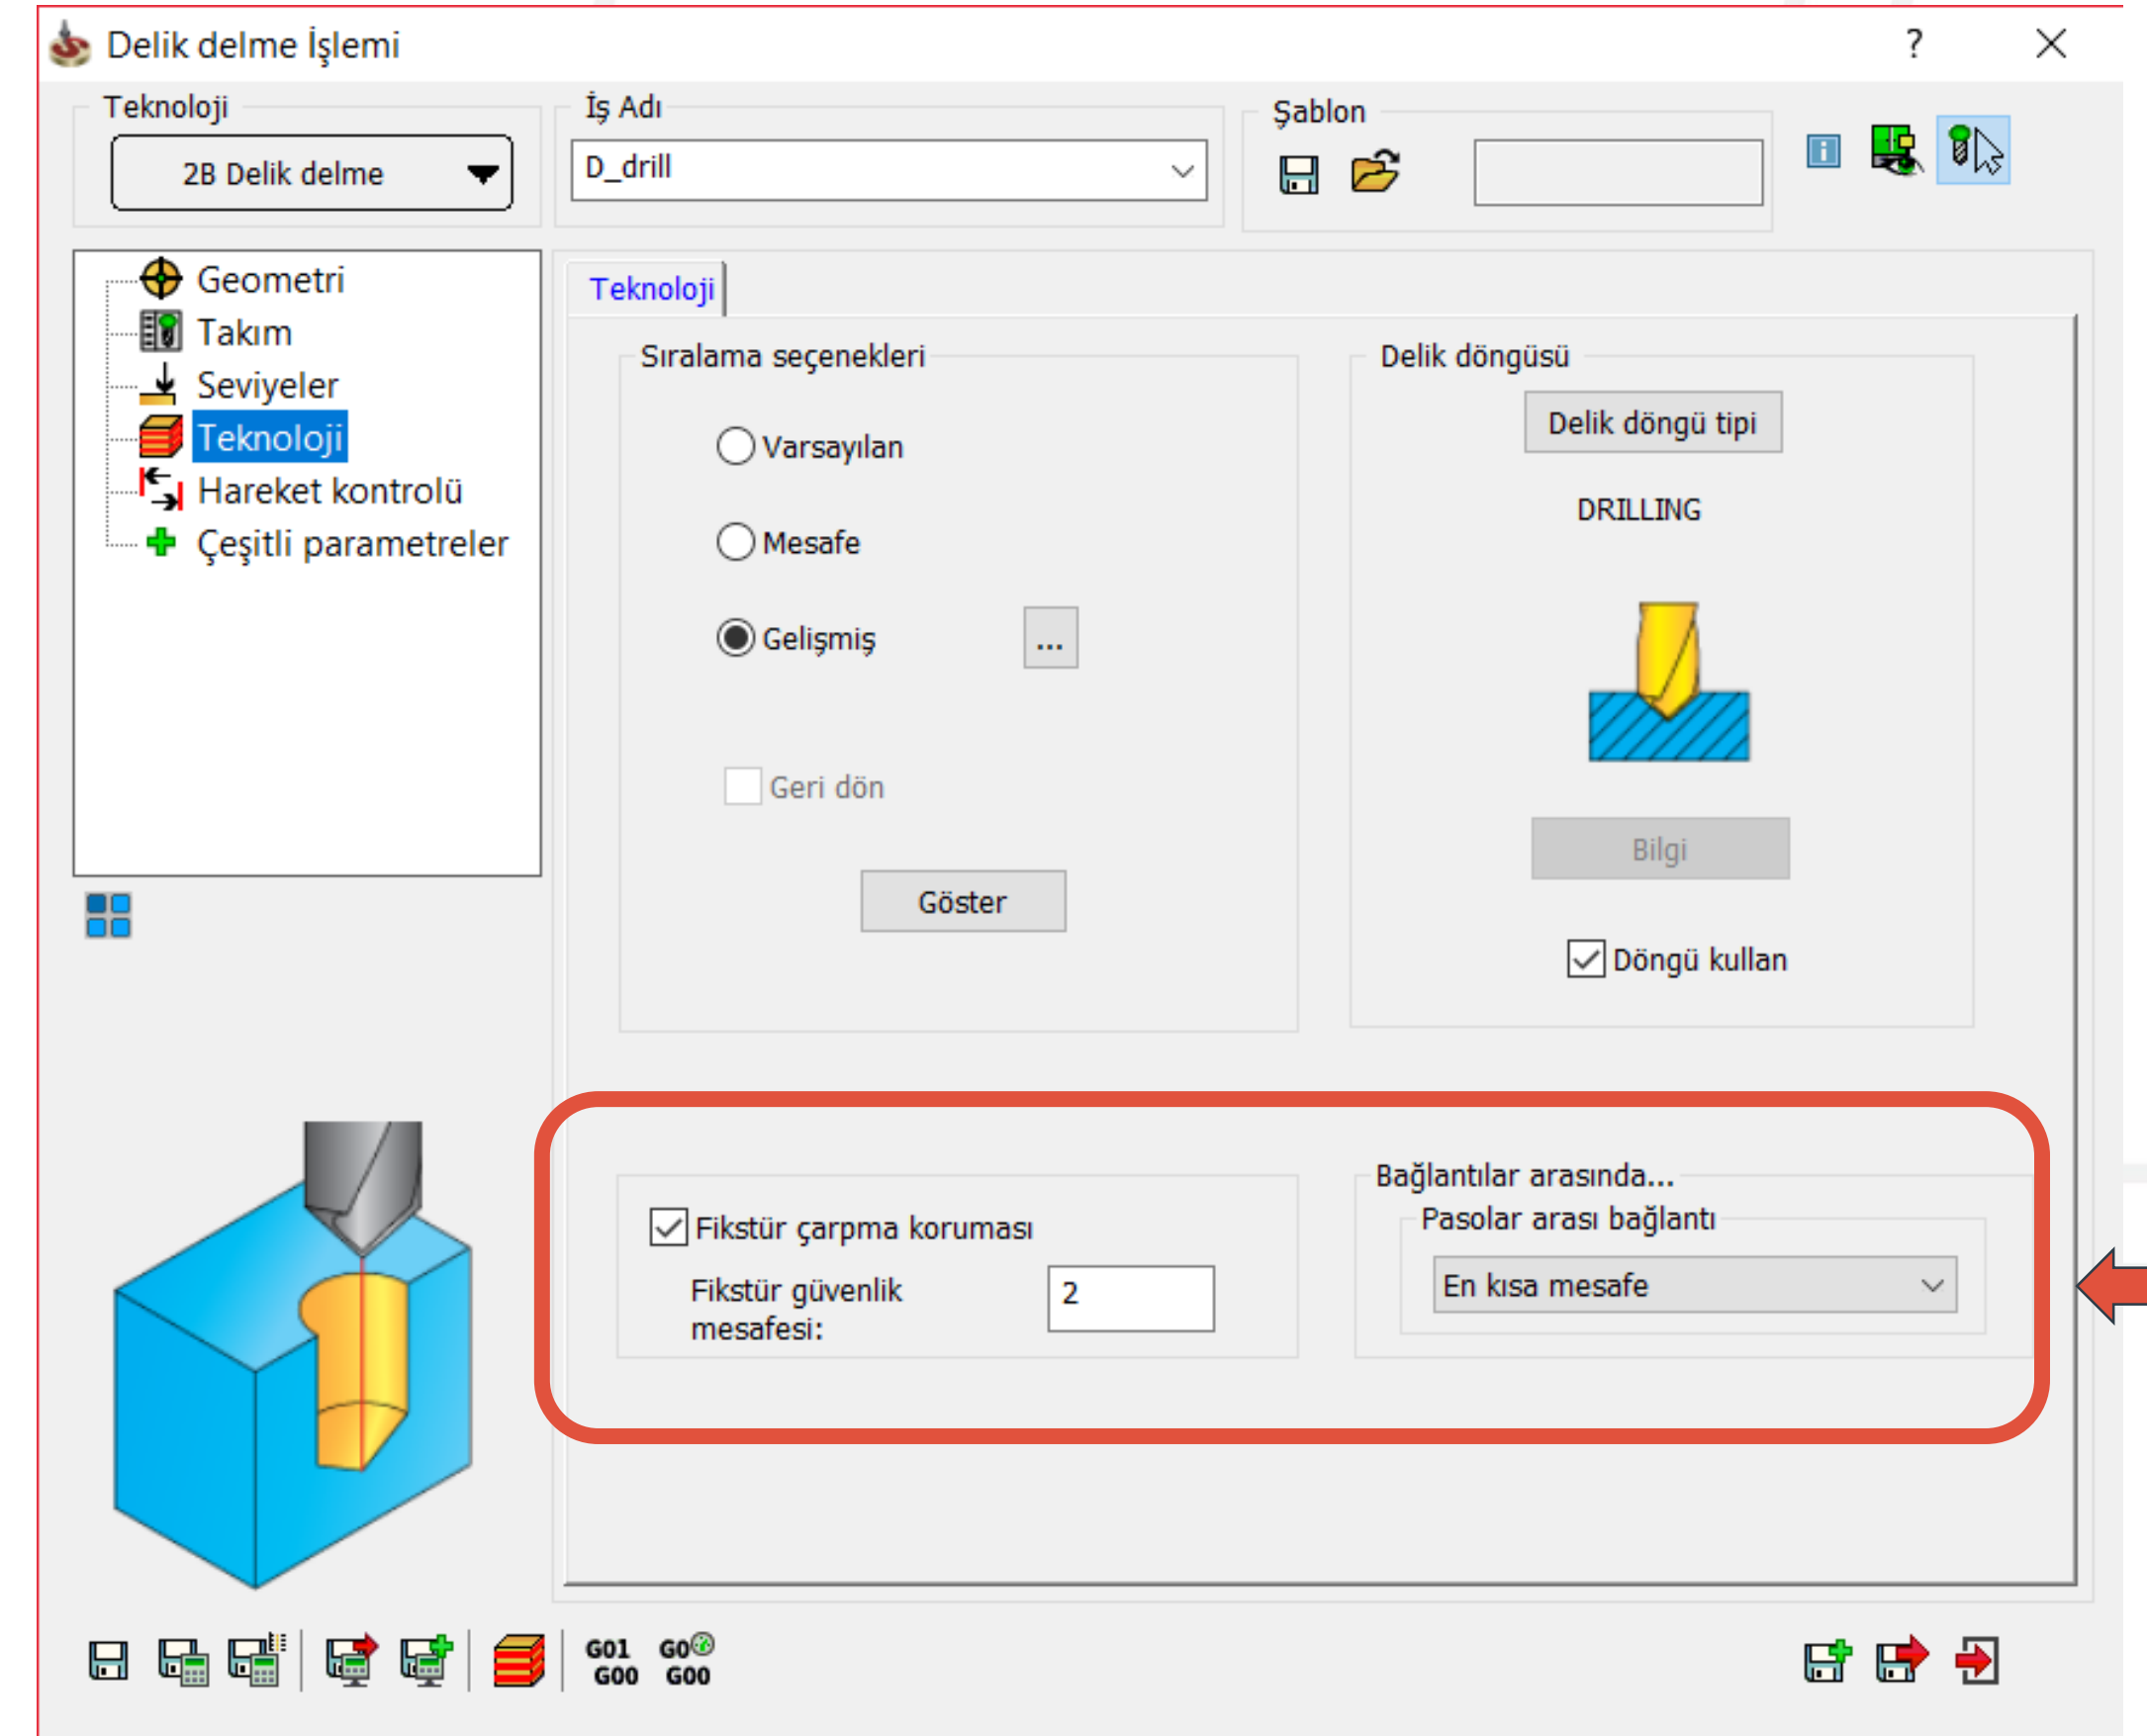 Delik delme İşlemi
?
Teknoloji
2B Delik delme
İş Adı
D_drill
Şablon
Geometri
Takım
Seviyeler
Teknoloji
Hareket kontrolü
Çeşitli parametreler
Teknoloji
Sıralama seçenekleri
Varsayılan
Mesafe
Gelişmiş
...
Geri dön
Göster
Delik döngüsü
Delik döngü tipi
DRILLING
Bilgi
Döngü kullan
Fikstür çarpma koruması
Fikstür güvenlik
mesafesi:
2
Bağlantılar arasında...
Pasolar arası bağlantı
En kısa mesafe
G01
G00
G0
G00